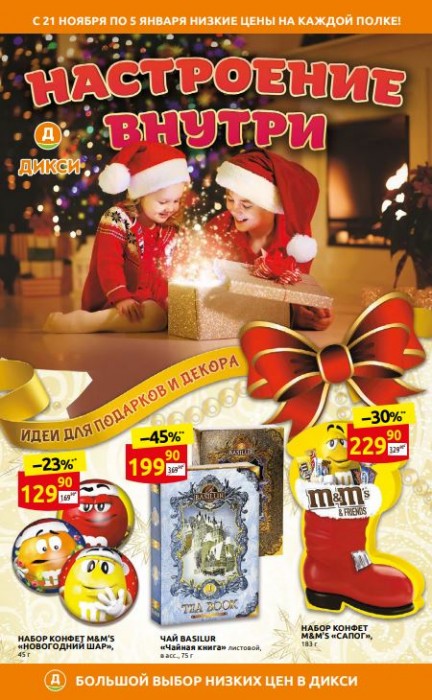 С 21 НОЯБРЯ ПО 5 ЯНВАРЯ НИЗКИЕ ЦЕНЫ НА КАЖДОЙ ПОЛКЕ!
НАСТРОЕНИЕ
ВНУТРИ
Д
ДИКСИ
ИДЕИ ДЛЯ ПОДАРКОВ И ДЕКОРА
–23%**
129 90
169 90
–45%**
199 90
369 90
–30%**
229 90
329 90
BASILUR
TEA BOOK
m&m's
& FRIENDS
НАБОР КОНФЕТ M&M'S
«НОВОГОДНИЙ ШАР»,
45 г
ЧАЙ BASILUR
«Чайная книга» листовой,
в асс., 75 г
НАБОР КОНФЕТ
M&M'S «САПОГ»,
183 г
Д БОЛЬШОЙ ВЫБОР НИЗКИХ ЦЕН В ДИКСИ